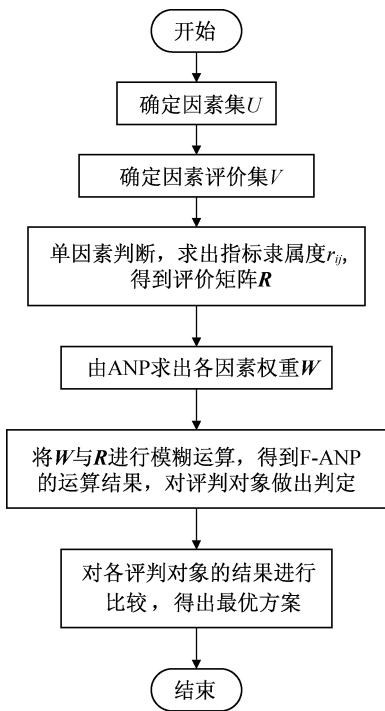 开始
确定因素集U
确定因素评价集V
单因素判断，求出指标隶属度rij,
得到评价矩阵R
由ANP求出各因素权重W
将W与R进行模糊运算，得到F-ANP
的运算结果，对评判对象做出判定
对各评判对象的结果进行
比较，得出最优方案
结束